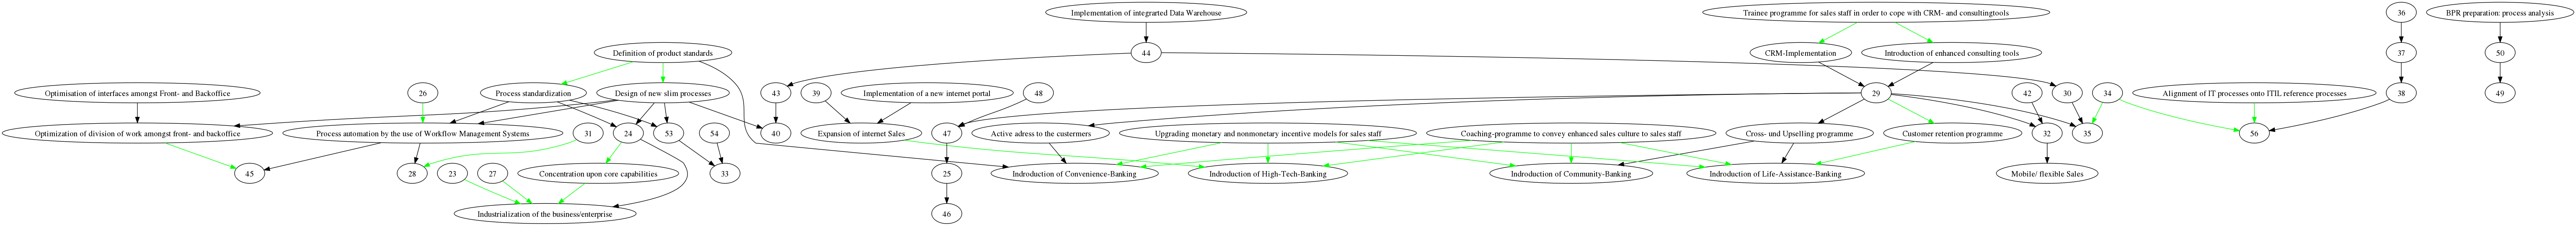 Implementation of integrarted Data Warehouse
Trainee programme for sales staff in order to cope with CRM- and consultingtools
36
BPR preparation: process analysis
Definition of product standards
44
CRM-Implementation
Introduction of enhanced consulting tools
37
50
Optimisation of interfaces amongst Front- and Backoffice
26
Process standardization
Design of new slim processes
43
39
Implementation of a new internet portal
48
29
42
30
34
Alignment of IT processes onto ITIL reference processes
38
49
Optimization of division of work amongst front- and backoffice
Process automation by the use of Workflow Management Systems
31
24
53
54
40
Expansion of internet Sales
47
Active adress to the custermers
Upgrading monetary and nonmonetary incentive models for sales staff
Coaching-programme to convey enhanced sales culture to sales staff
Cross- und Upselling programme
Customer retention programme
32
35
56
45
28
23
27
Concentration upon core capabilities
33
25
Indroduction of Convenience-Banking
Indroduction of High-Tech-Banking
Indroduction of Community-Banking
Indroduction of Life-Assistance-Banking
Mobile/ flexible Sales
Industrialization of the business/enterprise
46